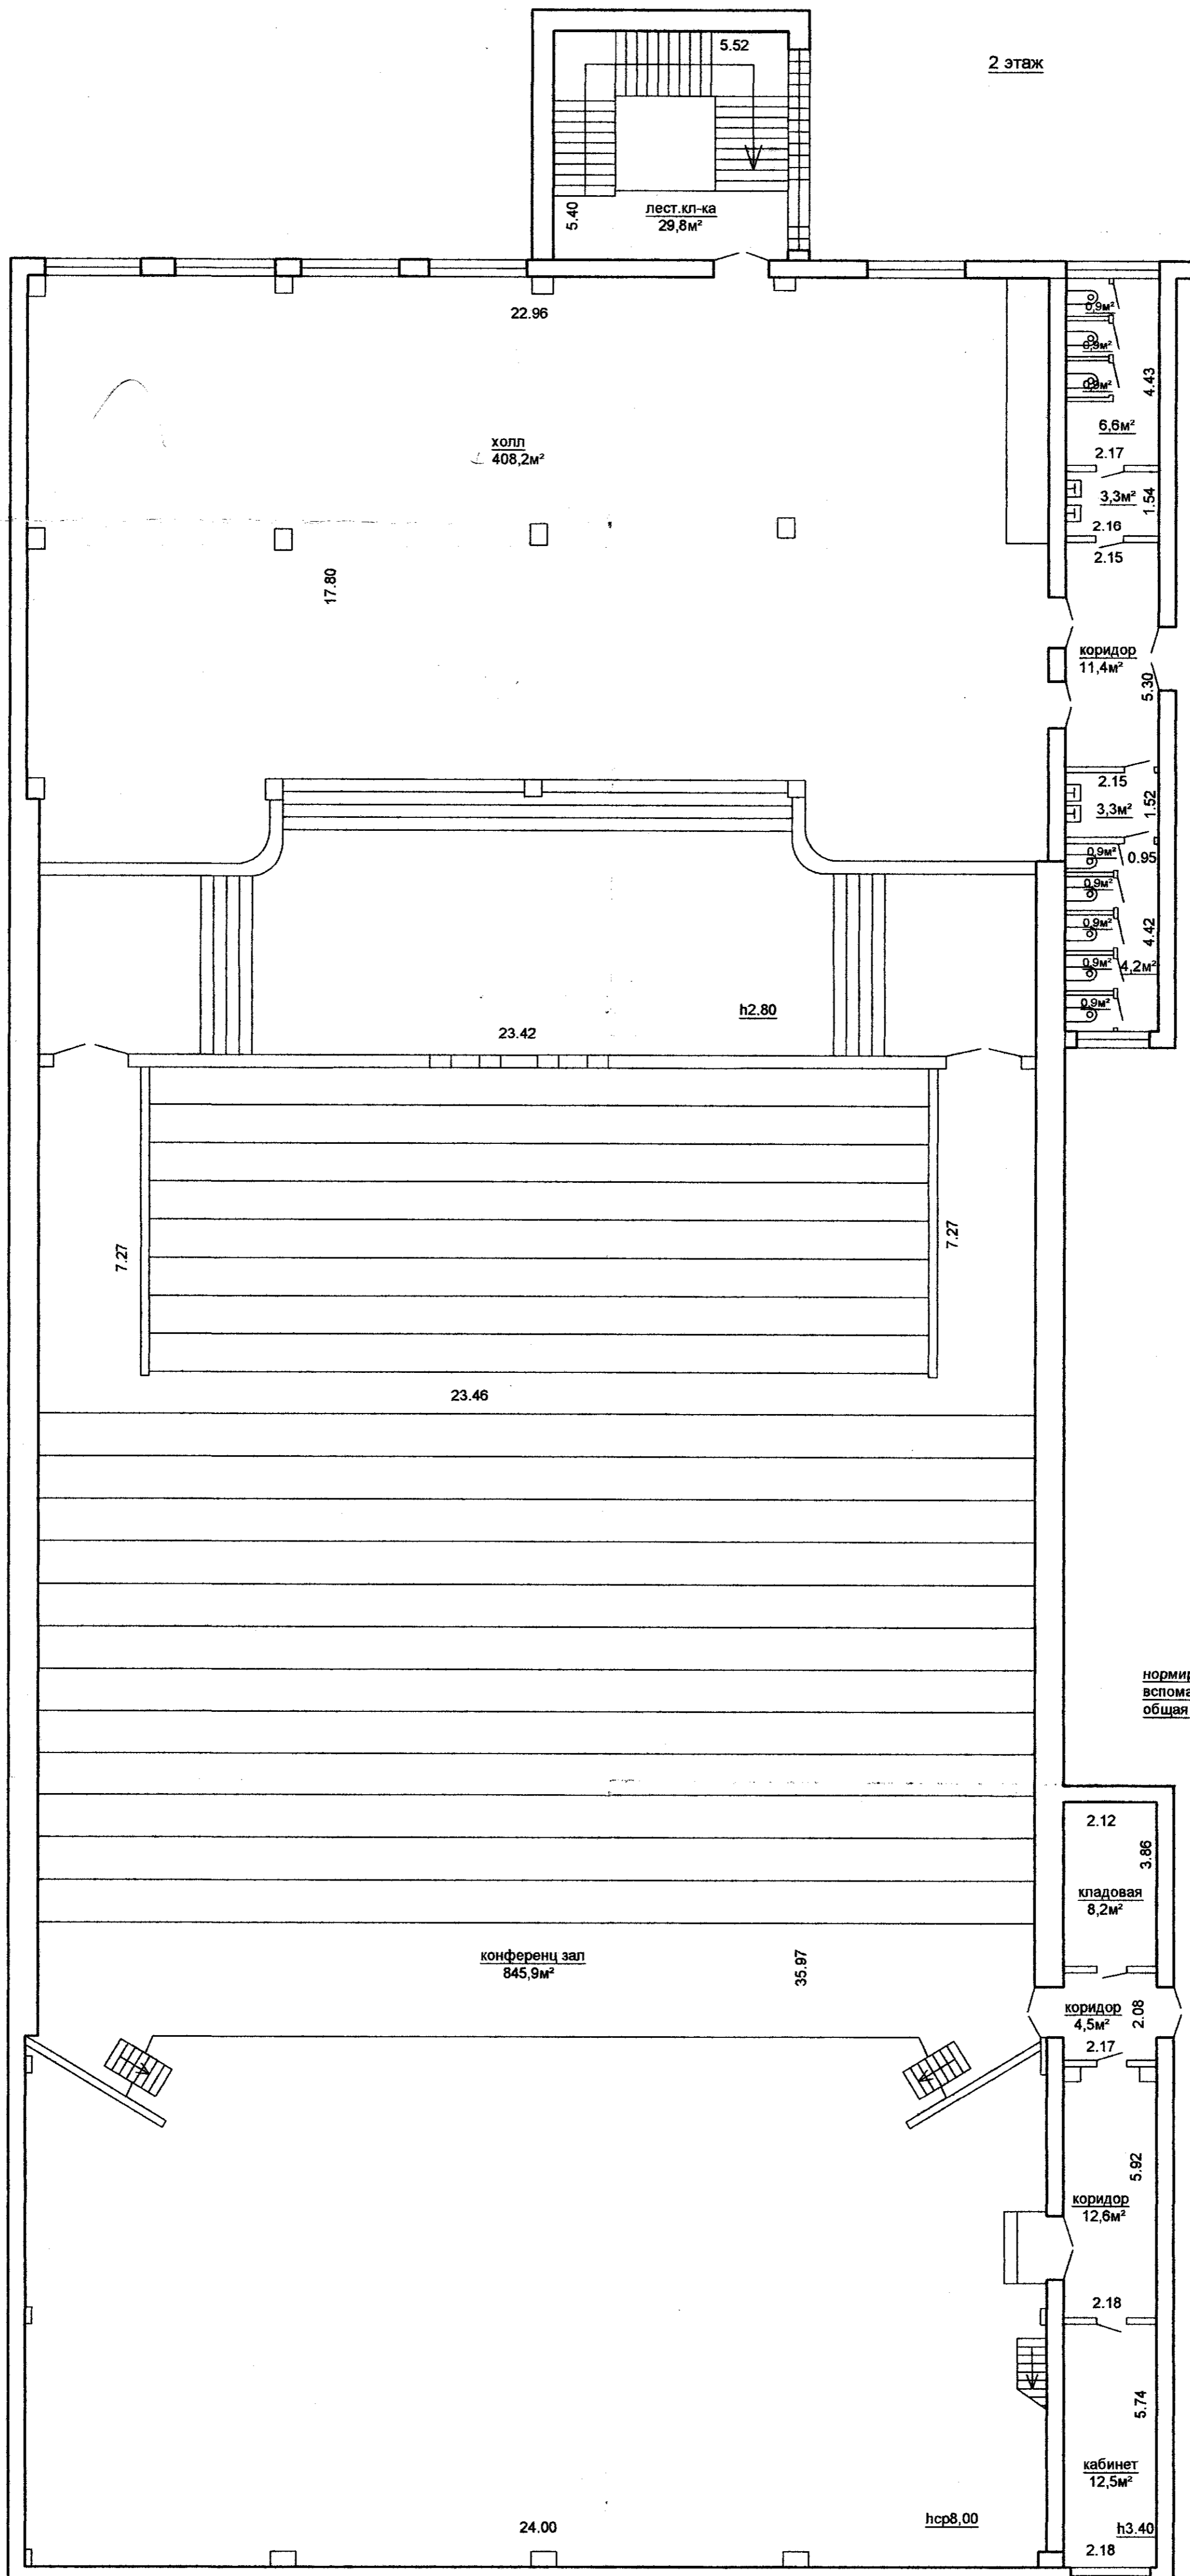 5.52
2 этаж
5.40
лест.кл-ка
29,8м²
22.96
0,9м²
0,9м²
0,9м²
4.43
холл
408,2м²
6,6м²
2.17
3,3м²
1.54
2.16
2.15
17.80
коридор
11,4м²
5.30
2.15
3,3м²
1.52
0,9м²
0.95
0,9м²
0,9м²
4.42
0,9м²
4,2м²
0,9м²
h2.80
23.42
7.27
7.27
23.46
нормир
вспома
общая
2.12
3.86
кладовая
8,2м²
конференц зал
845,9м²
35.97
коридор
4,5м²
2.08
2.17
5.92
коридор
12,6м²
2.18
5.74
кабинет
12,5м²
24.00
hср8,00
h3.40
2.18